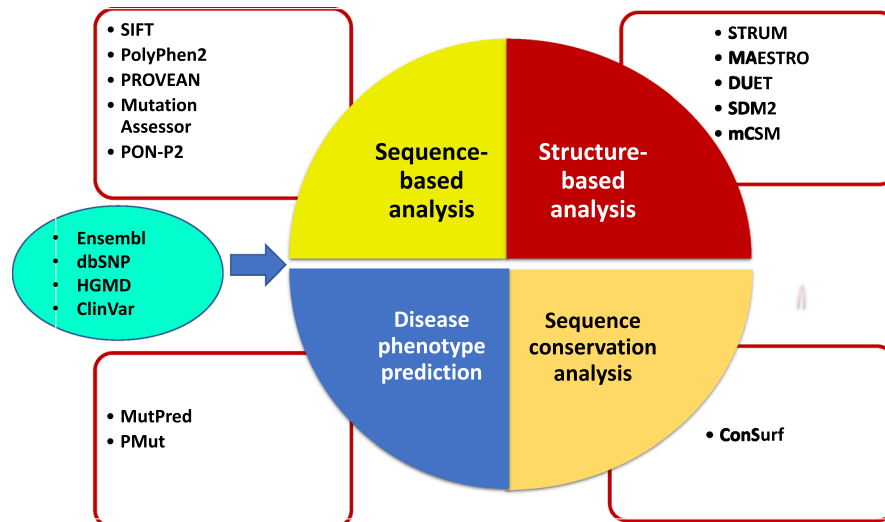 • SIFT
• PolyPhen2
• PROVEAN
• Mutation
Assessor
• PON-P2
• STRUM
• MAESTRO
• DUET
• SDM2
• mCSM
Sequence-
based
analysis
Structure-
based
analysis
• Ensembl
• dbSNP
• HGMD
• ClinVar
Disease
phenotype
prediction
Sequence
conservation
analysis
• MutPred
• PMut
• ConSurf